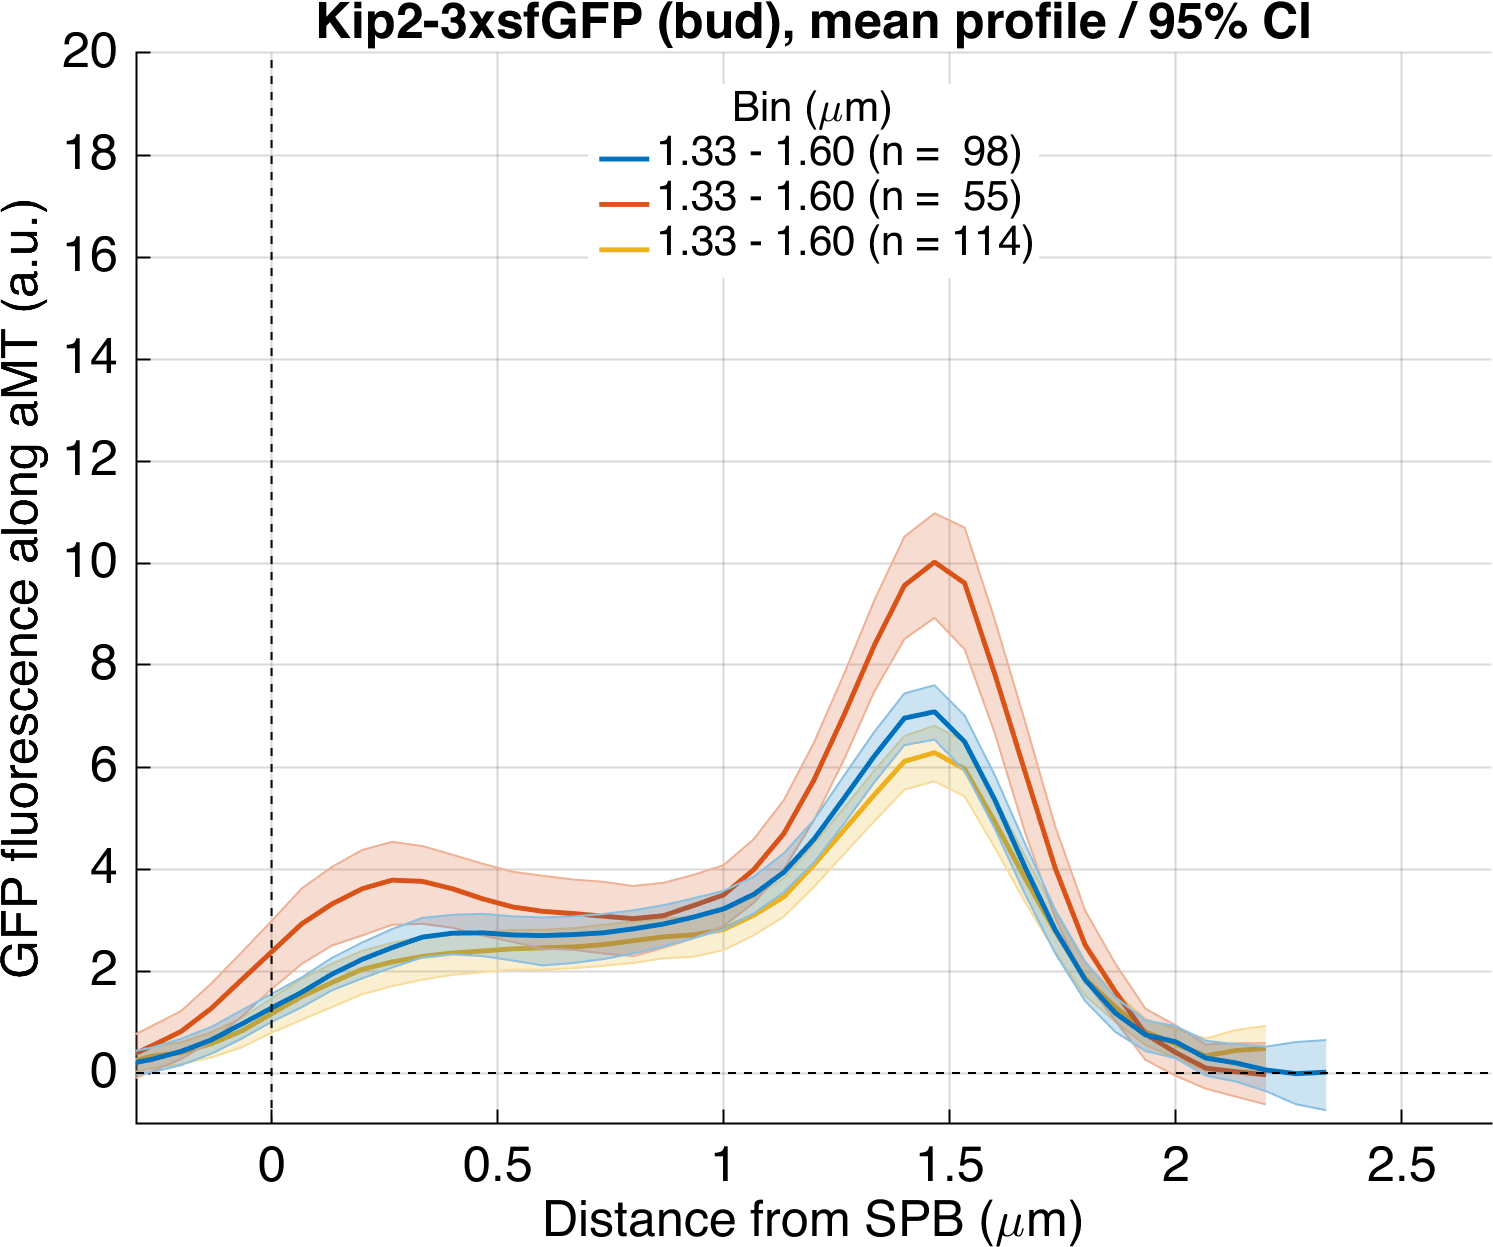 Kip2-3xsfGFP (bud), mean profile / 95% CI
Bin (μm)
1.33 - 1.60 (n = 98)
1.33 - 1.60 (n = 55)
1.33 - 1.60 (n = 114)
GFP fluorescence along aMT (a.u.)
20
18
16
14
12
10
8
6
4
2
0
0 0.5 1 1.5 2 2.5
Distance from SPB (μm)